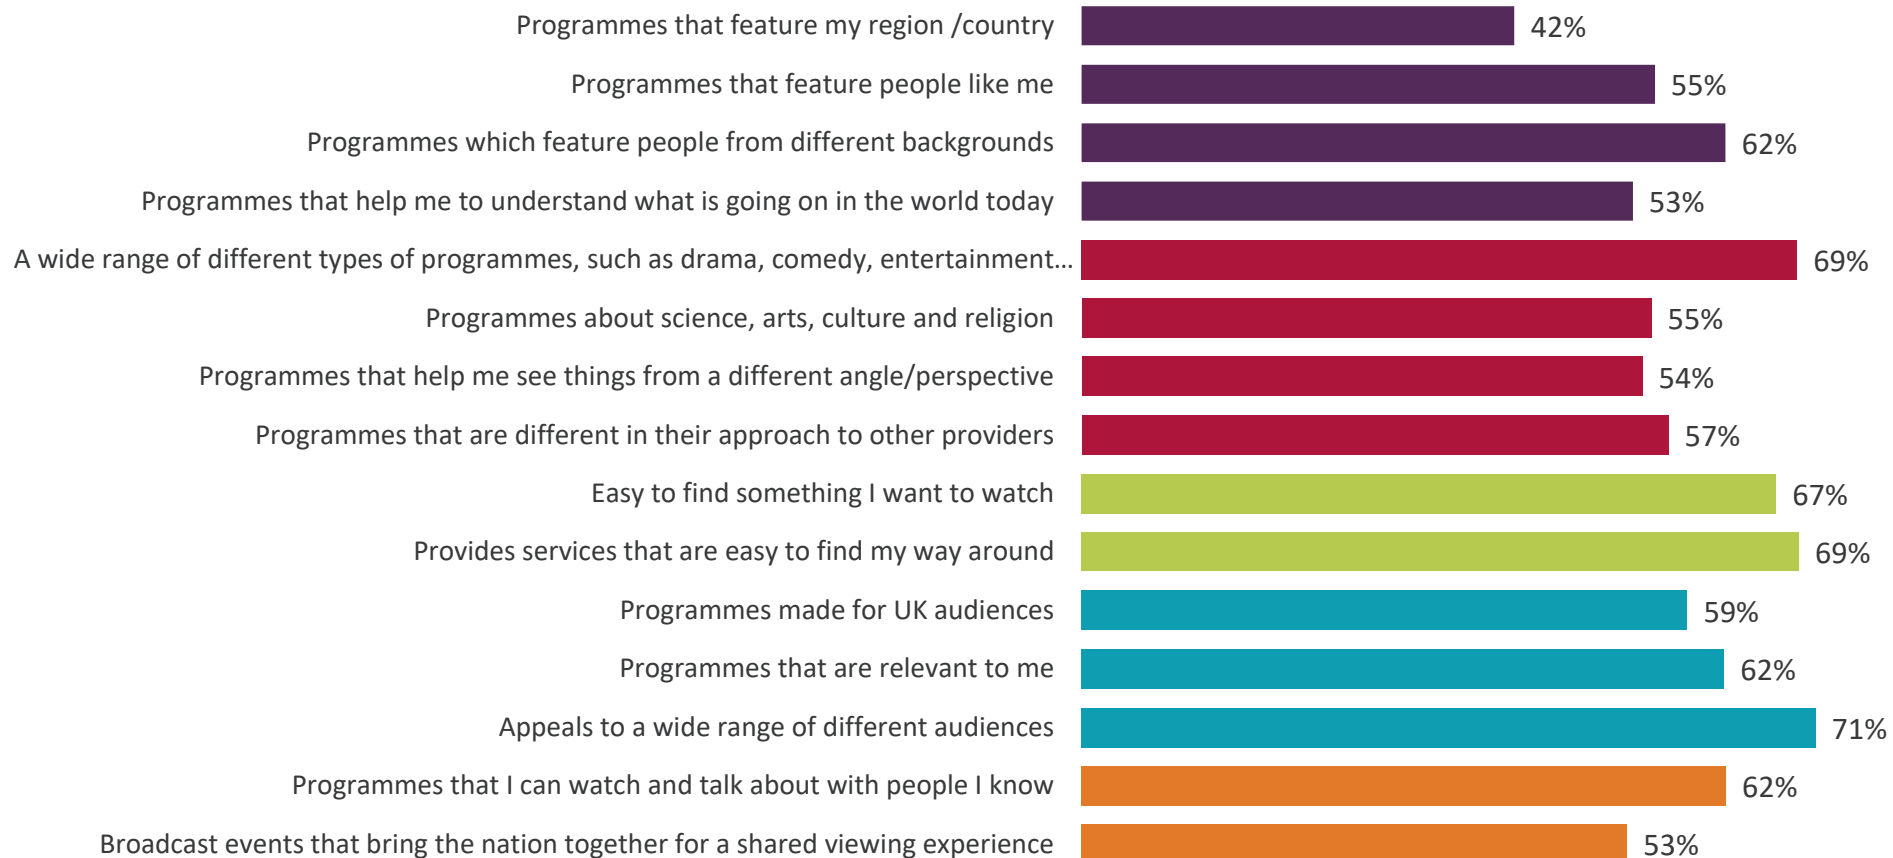 Programmes that feature my region /country 42%
Programmes that feature people like me 55%
Programmes which feature people from different backgrounds 62%
Programmes that help me to understand what is going on in the world today 53%
A wide range of different types of programmes, such as drama, comedy, entertainment… 69%
Programmes about science, arts, culture and religion 55%
Programmes that help me see things from a different angle/perspective 54%
Programmes that are different in their approach to other providers 57%
Easy to find something I want to watch 67%
Provides services that are easy to find my way around 69%
Programmes made for UK audiences 59%
Programmes that are relevant to me 62%
Appeals to a wide range of different audiences 71%
Programmes that I can watch and talk about with people I know 62%
Broadcast events that bring the nation together for a shared viewing experience 53%